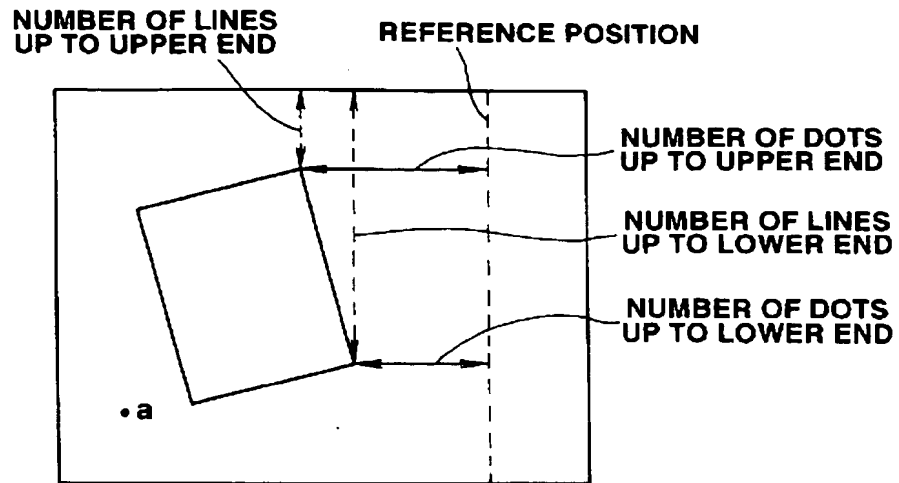 NUMBER OF LINES
UP TO UPPER END
REFERENCE POSITION
NUMBER OF DOTS
UP TO UPPER END
NUMBER OF LINES
UP TO LOWER END
NUMBER OF DOTS
UP TO LOWER END
a